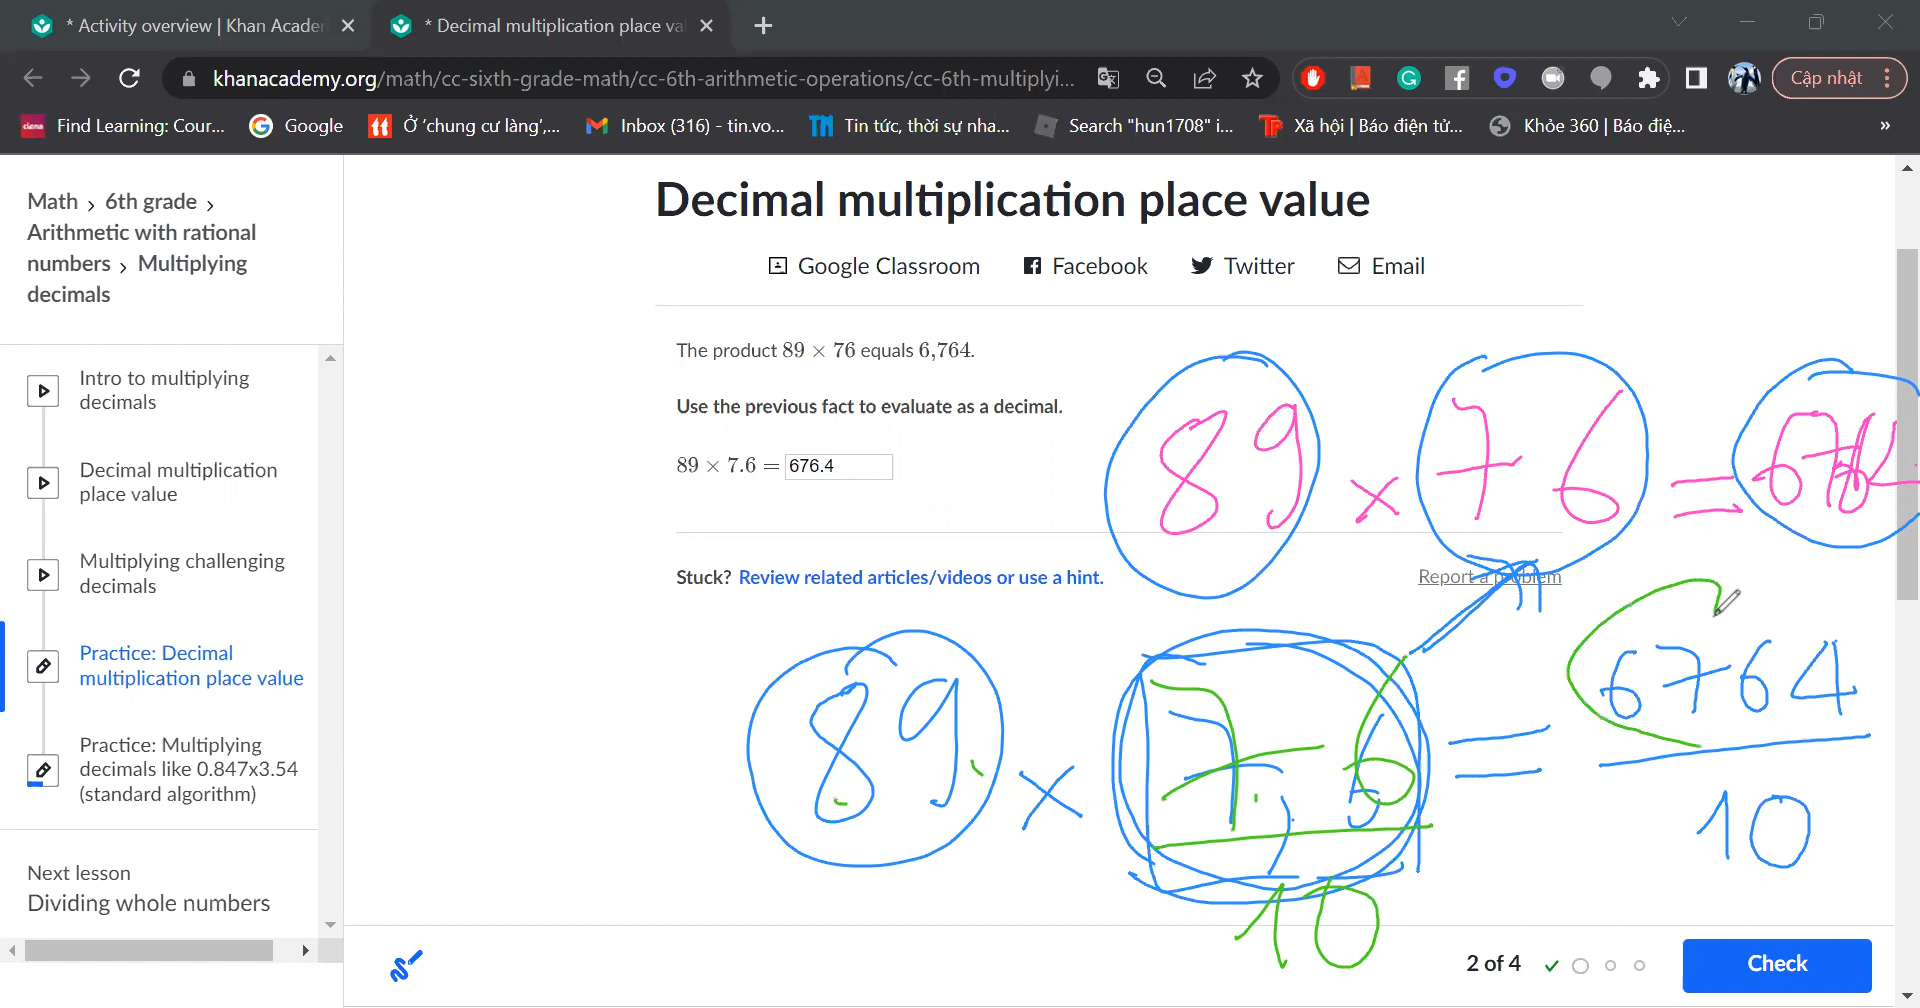 * Activity overview | Khan Acade
* Decimal multiplication place va
khanacademy.org/math/cc-sixth-grade-math/cc-6th-arithmetic-operations/cc-6th-multiplyi...
Cập nhật
ciena Find Learning: Cour...
Google
Ở 'chung cư làng',...
Inbox (316) - tin.vo...
Tin tức, thời sự nha...
Search "hun1708" i...
Xã hội | Báo điện tử...
Khỏe 360 | Báo điệ...
»
Math > 6th grade >
Arithmetic with rational
numbers > Multiplying
decimals
Intro to multiplying
decimals
Decimal multiplication
place value
Multiplying challenging
decimals
Practice: Decimal
multiplication place value
Practice: Multiplying
decimals like 0.847x3.54
(standard algorithm)
Next lesson
Dividing whole numbers
Decimal multiplication place value
Google Classroom
Facebook
Twitter
Email
The product 89 × 76 equals 6,764.
Use the previous fact to evaluate as a decimal.
89 × 7.6 = 676.4
89 × 76 =
Stuck? Review related articles/videos or use a hint.
Report a problem
89 × 76 = 6764
10 10
2 of 4
Check